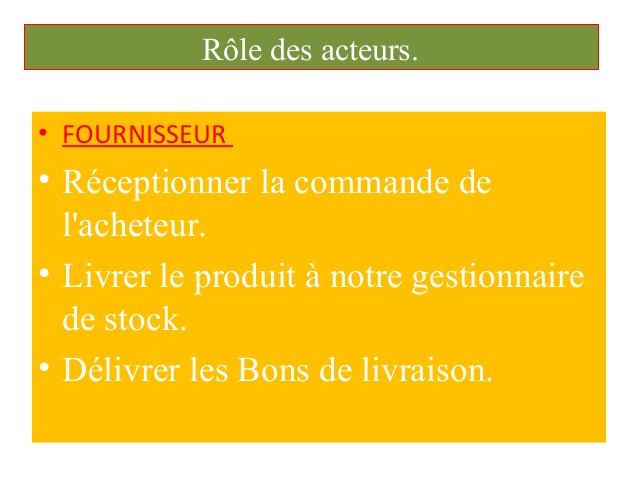 Rôle des acteurs.
• FOURNISSEUR
• Réceptionner la commande de
l'acheteur.
• Livrer le produit à notre gestionnaire
de stock.
• Délivrer les Bons de livraison.